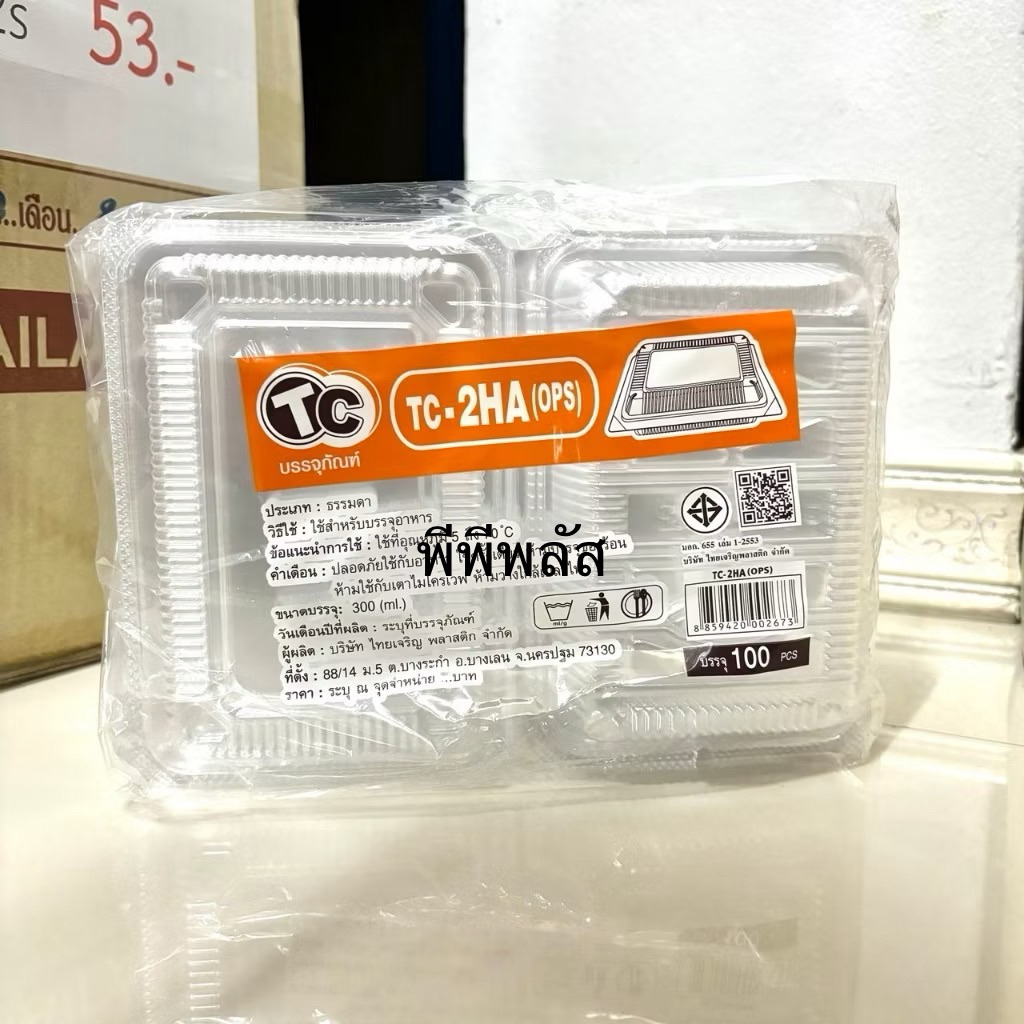 53.-
..เดือน..
TC
บรรจุภัณฑ์
TC-2HA (OPS)
ประเภท : ธรรมดา
วิธีใช้ : ใช้สำหรับบรรจุอาหาร
ข้อแนะนำการใช้ : ใช้ที่อุณหภูมิ 5 ถึง
คำเตือน : ปลอดภัยใช้กับ
ห้ามใช้กับเตาไมโครเวฟ
ขนาดบรรจุ: 300 (ml.)
วันเดือนปีที่ผลิต : ระบุที่บรรจุภัณฑ์
ผู้ผลิต : บริษัท ไทยเจริญ พลาสติก จำกัด
ที่ตั้ง : 88/14 ม.5 ต.บางระกำ อ.บางเลน จ.นครปฐม 73130
ราคา : ระบุ ณ จุดจำหน่าย ...บาท
พีพีพลัส
มอก. 655 เล่ม 1-2553
บริษัท ไทยเจริญพลาสติก จำกัด
TC-2HA (OPS)
8 859420 002673
บรรจุ 100 PCS